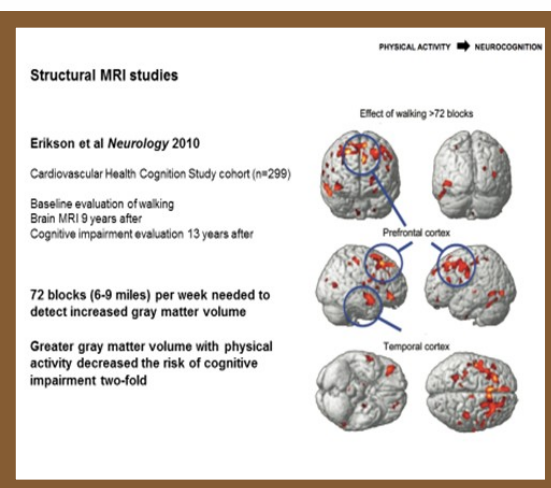 PHYSICAL ACTIVITY ➡ NEUROCOGNITION
Structural MRI studies
Effect of walking >72 blocks
Erikson et al Neurology 2010
Cardiovascular Health Cognition Study cohort (n=299)
Baseline evaluation of walking
Brain MRI 9 years after
Cognitive impairment evaluation 13 years after
Prefrontal cortex
72 blocks (6-9 miles) per week needed to
detect increased gray matter volume
Greater gray matter volume with physical
activity decreased the risk of cognitive
impairment two-fold
Temporal cortex